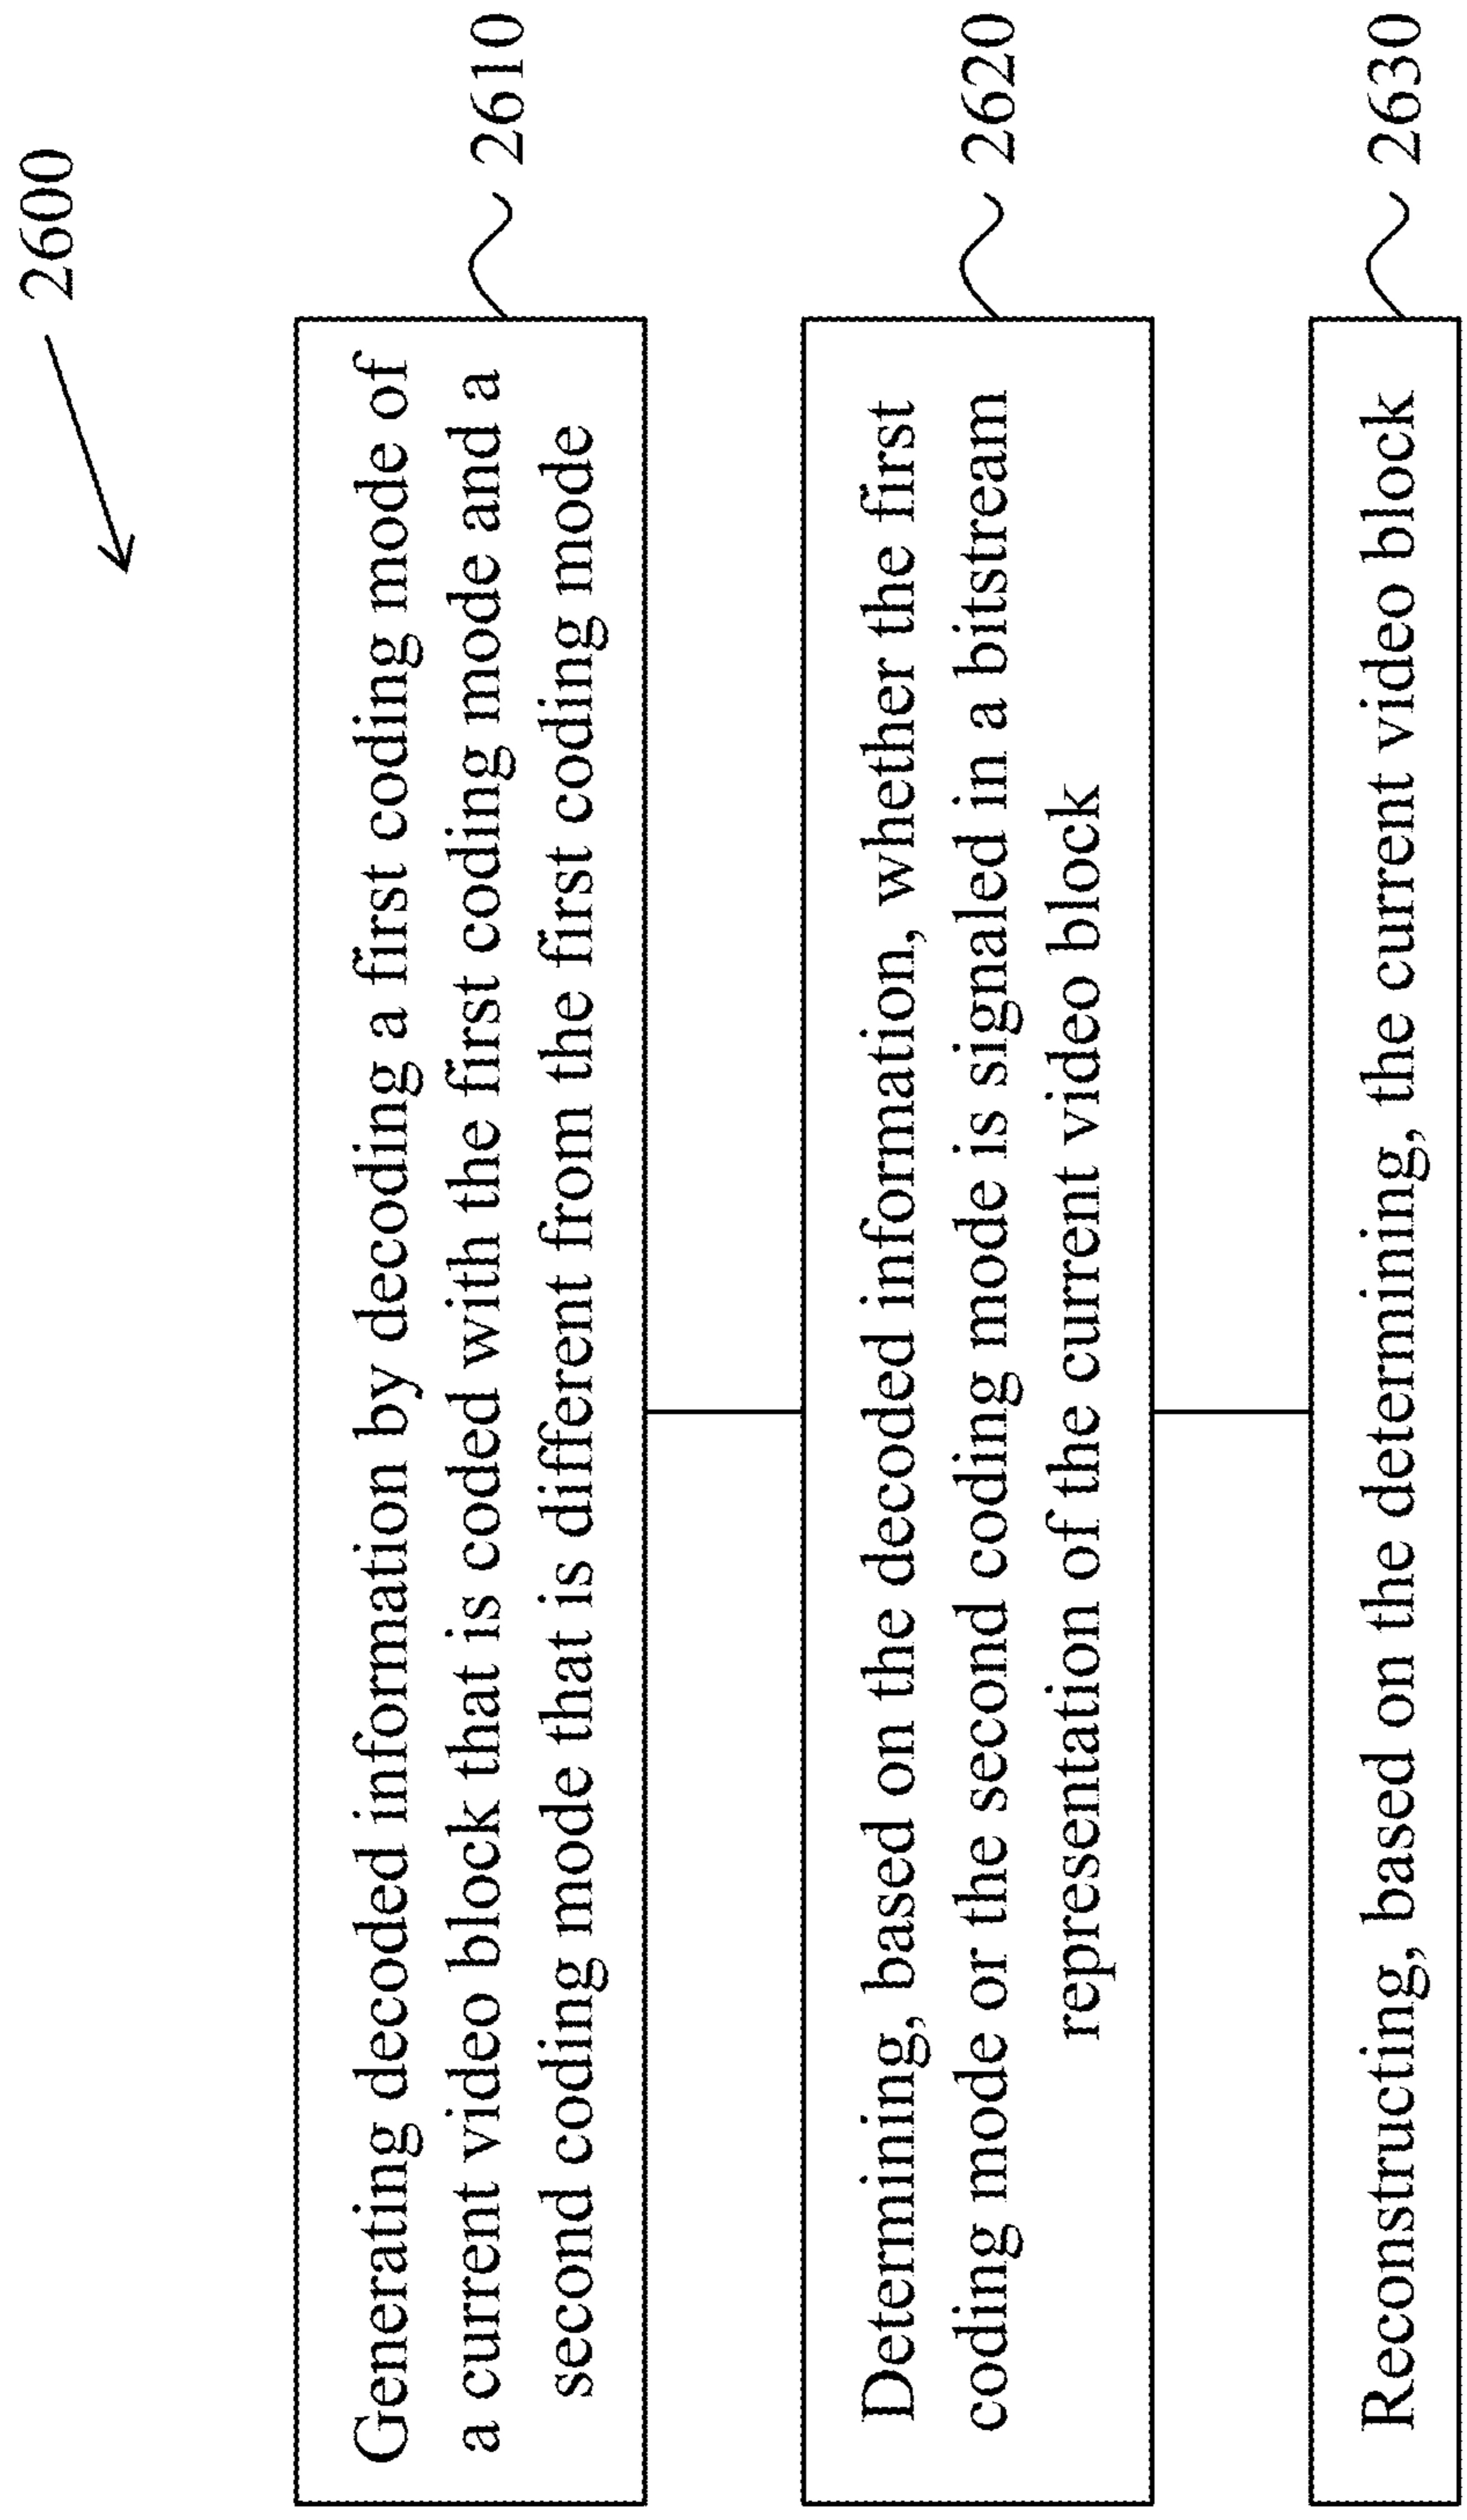 2600
Generating decoded information by decoding a first coding mode of
a current video block that is coded with the first coding mode and a
second coding mode that is different from the first coding mode
2610
Determining, based on the decoded information, whether the first
coding mode or the second coding mode is signaled in a bitstream
representation of the current video block
2620
Reconstructing, based on the determining, the current video block
2630